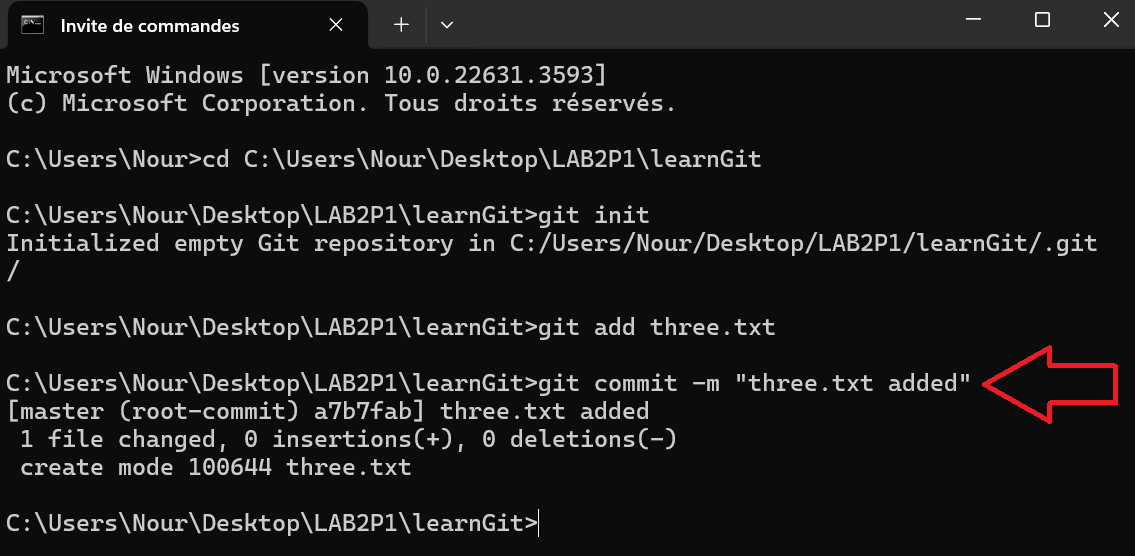 Invite de commandes
Microsoft Windows [version 10.0.22631.3593]
(c) Microsoft Corporation. Tous droits réservés.
C:\Users\Nour>cd C:\Users\Nour\Desktop\LAB2P1\learnGit
C:\Users\Nour\Desktop\LAB2P1\learnGit>git init
Initialized empty Git repository in C:/Users/Nour/Desktop/LAB2P1/learnGit/.git
/
C:\Users\Nour\Desktop\LAB2P1\learnGit>git add three.txt
C:\Users\Nour\Desktop\LAB2P1\learnGit>git commit -m "three.txt added"
[master (root-commit) a7b7fab] three.txt added
 1 file changed, 0 insertions(+), 0 deletions(-)
 create mode 100644 three.txt
C:\Users\Nour\Desktop\LAB2P1\learnGit>